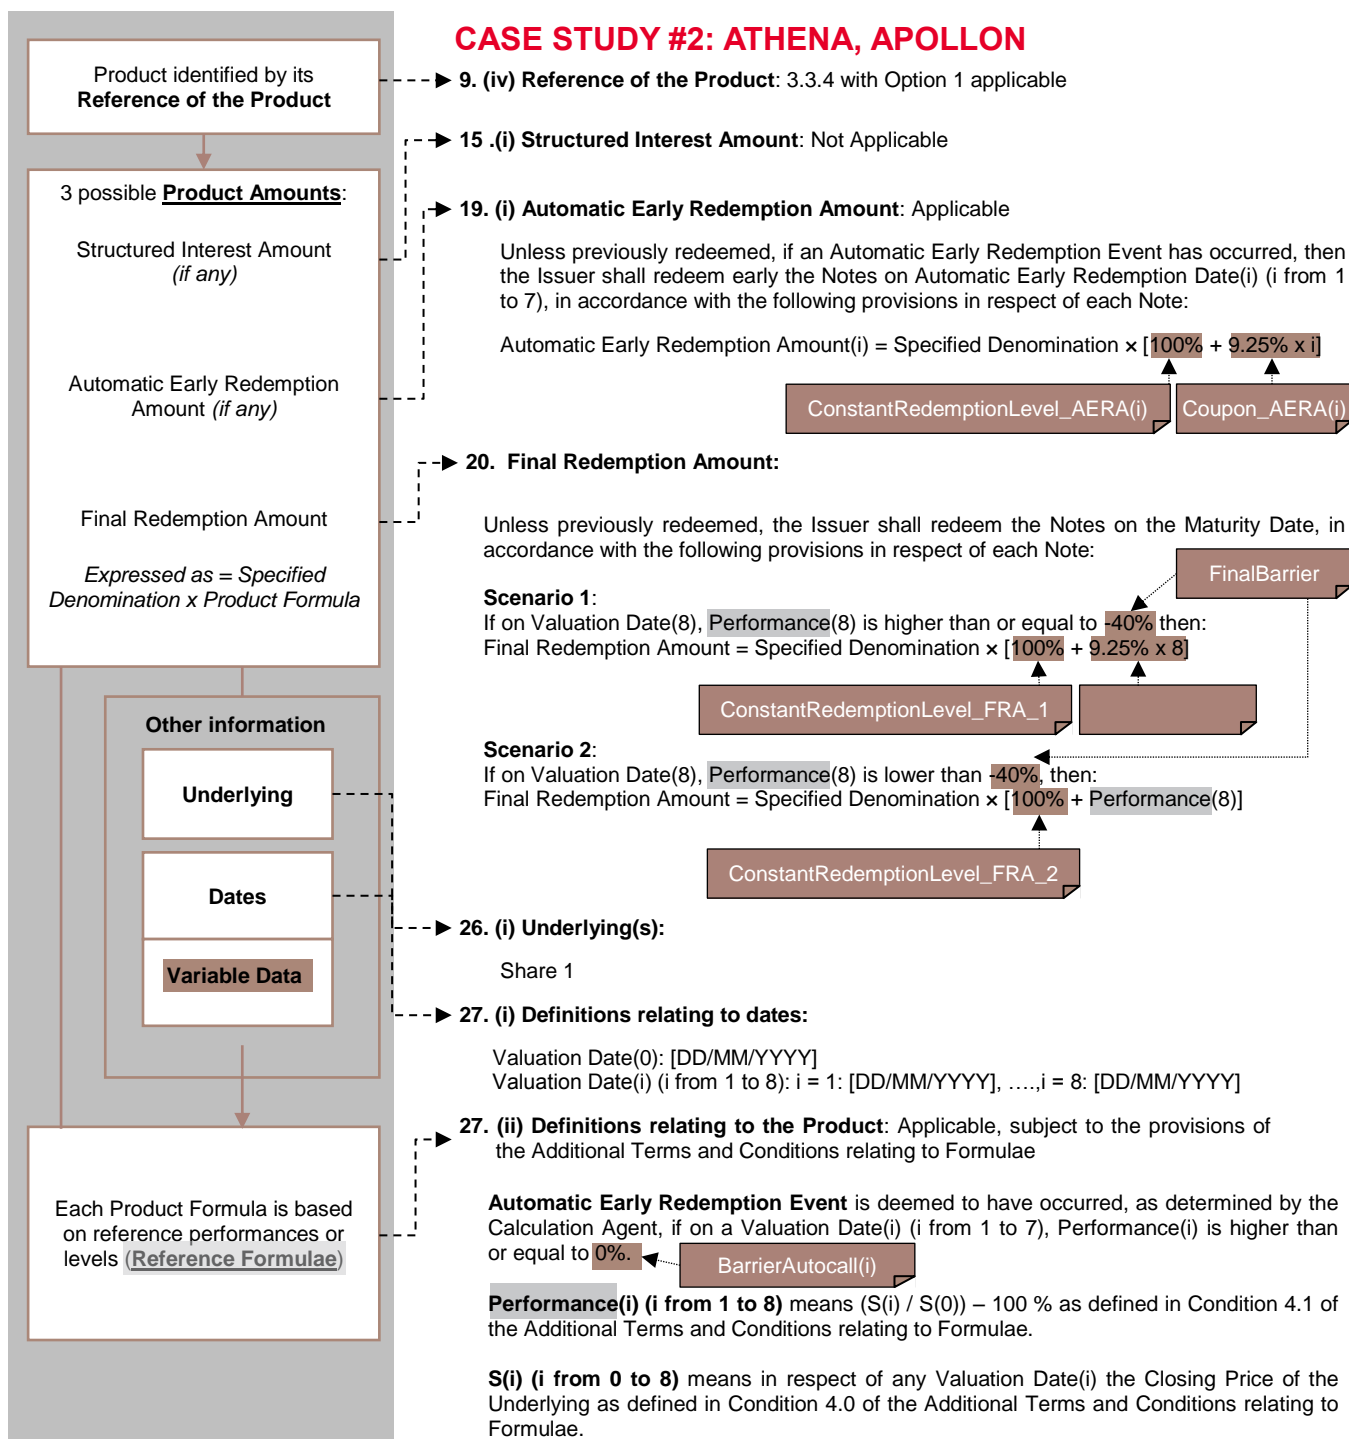 CASE STUDY #2: ATHENA, APOLLON
Product identified by its
Reference of the Product
9. (iv) Reference of the Product: 3.3.4 with Option 1 applicable
15 .(i) Structured Interest Amount: Not Applicable
3 possible Product Amounts:
Structured Interest Amount
(if any)
Automatic Early Redemption
Amount (if any)
Final Redemption Amount
Expressed as = Specified
Denomination x Product Formula
19. (i) Automatic Early Redemption Amount: Applicable
Unless previously redeemed, if an Automatic Early Redemption Event has occurred, then
the Issuer shall redeem early the Notes on Automatic Early Redemption Date(i) (i from 1
to 7), in accordance with the following provisions in respect of each Note:
Automatic Early Redemption Amount(i) = Specified Denomination × [100% + 9.25% x i]
ConstantRedemptionLevel_AERA(i)
Coupon_AERA(i)
20. Final Redemption Amount:
Unless previously redeemed, the Issuer shall redeem the Notes on the Maturity Date, in
accordance with the following provisions in respect of each Note:
FinalBarrier
Scenario 1:
If on Valuation Date(8), Performance(8) is higher than or equal to -40% then:
Final Redemption Amount = Specified Denomination × [100% + 9.25% x 8]
ConstantRedemptionLevel_FRA_1
Scenario 2:
If on Valuation Date(8), Performance(8) is lower than -40%, then:
Final Redemption Amount = Specified Denomination × [100% + Performance(8)]
ConstantRedemptionLevel_FRA_2
Other information
Underlying
Dates
Variable Data
26. (i) Underlying(s):
Share 1
27. (i) Definitions relating to dates:
Valuation Date(0): [DD/MM/YYYY]
Valuation Date(i) (i from 1 to 8): i = 1: [DD/MM/YYYY], ….,i = 8: [DD/MM/YYYY]
27. (ii) Definitions relating to the Product: Applicable, subject to the provisions of
the Additional Terms and Conditions relating to Formulae
Each Product Formula is based
on reference performances or
levels (Reference Formulae)
Automatic Early Redemption Event is deemed to have occurred, as determined by the
Calculation Agent, if on a Valuation Date(i) (i from 1 to 7), Performance(i) is higher than
or equal to 0%.
BarrierAutocall(i)
Performance(i) (i from 1 to 8) means (S(i) / S(0)) – 100 % as defined in Condition 4.1 of
the Additional Terms and Conditions relating to Formulae.
S(i) (i from 0 to 8) means in respect of any Valuation Date(i) the Closing Price of the
Underlying as defined in Condition 4.0 of the Additional Terms and Conditions relating to
Formulae.